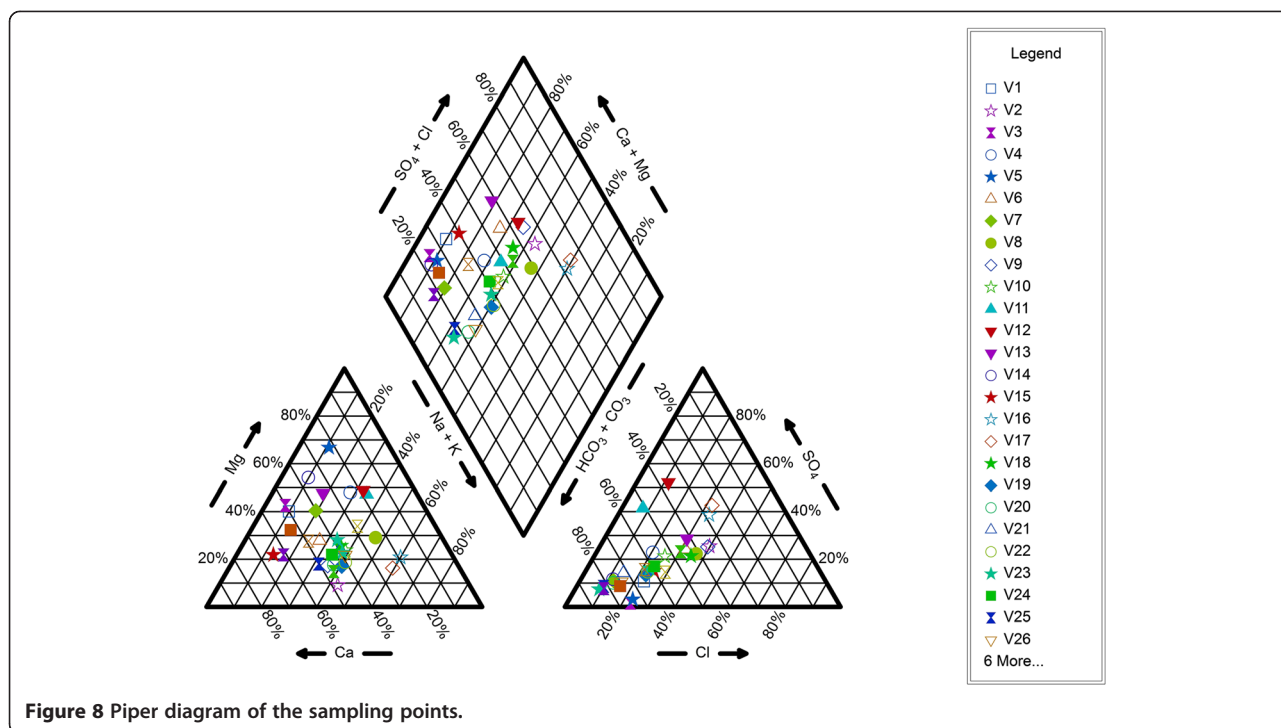 80%
80%
60%
60%
40%
40%
20%
20%
SO4 + Cl
Ca + Mg
Na + K
HCO3 + CO3
80%
60%
40%
20%
20%
40%
60%
80%
Mg
80%
60%
40%
20%
Ca
20%
40%
60%
80%
80%
60%
40%
20%
SO4
20%
40%
60%
80%
Cl
Legend
V1
V2
V3
V4
V5
V6
V7
V8
V9
V10
V11
V12
V13
V14
V15
V16
V17
V18
V19
V20
V21
V22
V23
V24
V25
V26
6 More...
Figure 8 Piper diagram of the sampling points.